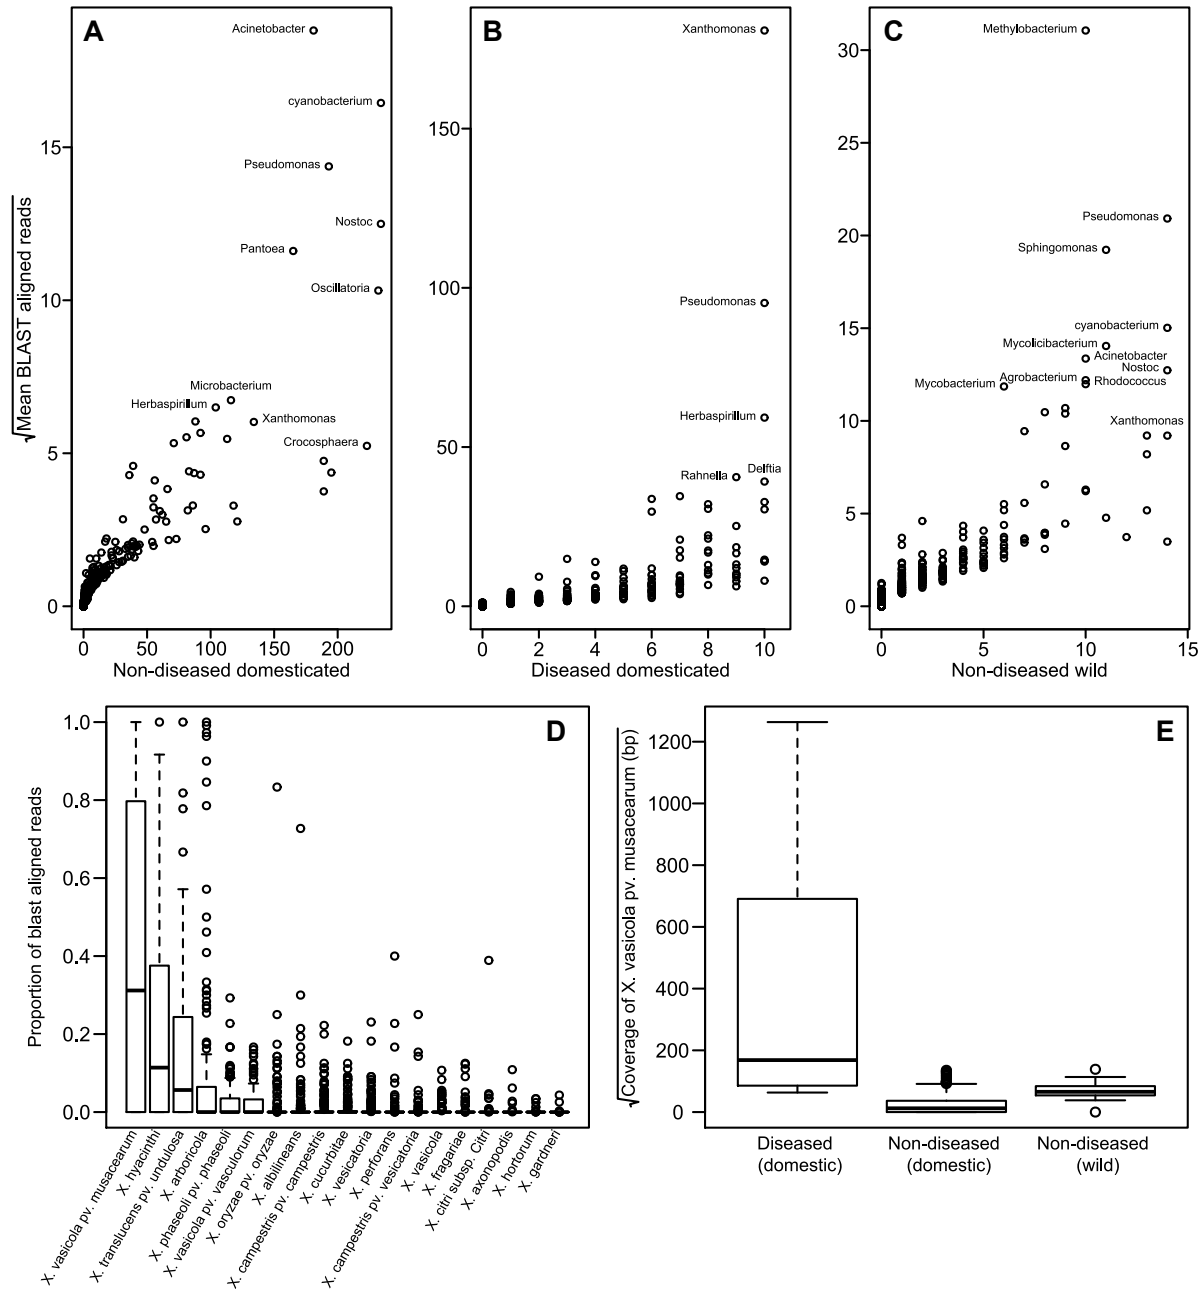 A
B
C
Acinetobacter
cyanobacterium
Pseudomonas
Nostoc
Pantoea
Oscillatoria
Microbacterium
Herbaspirillum
Xanthomonas
Crocosphaera
15
10
5
0
√Mean BLAST aligned reads
0 50 100 150 200
Non-diseased domesticated
Xanthomonas
Pseudomonas
Herbaspirillum
Rahnella
Delftia
150
100
50
0
0 2 4 6 8 10
Diseased domesticated
Methylobacterium
Pseudomonas
Sphingomonas
cyanobacterium
Mycolicibacterium
Acinetobacter
Nostoc
Agrobacterium
Rhodococcus
Mycobacterium
Xanthomonas
30
25
20
15
10
5
0
0 5 10 15
Non-diseased wild
D
1.0
0.8
0.6
0.4
0.2
0.0
Proportion of blast aligned reads
X. vasicola pv. musacearum
X. hyacinthi
X. translucens pv. undulosa
X. arboricola
X. phaseoli pv. phaseoli
X. vasicola pv. vasculorum
X. oryzae pv. oryzae
X. albilineans
X. campestris pv. campestris
X. cucurbitae
X. vesicatoria
X. perforans
X. campestris pv. vesicatoria
X. vasicola
X. fragariae
X. citri subsp. Citri
X. axonopodis
X. hortorum
X. gardneri
E
1200
1000
800
600
400
200
0
√Coverage of X. vasicola pv. musacearum (bp)
Diseased
(domestic)
Non-diseased
(domestic)
Non-diseased
(wild)